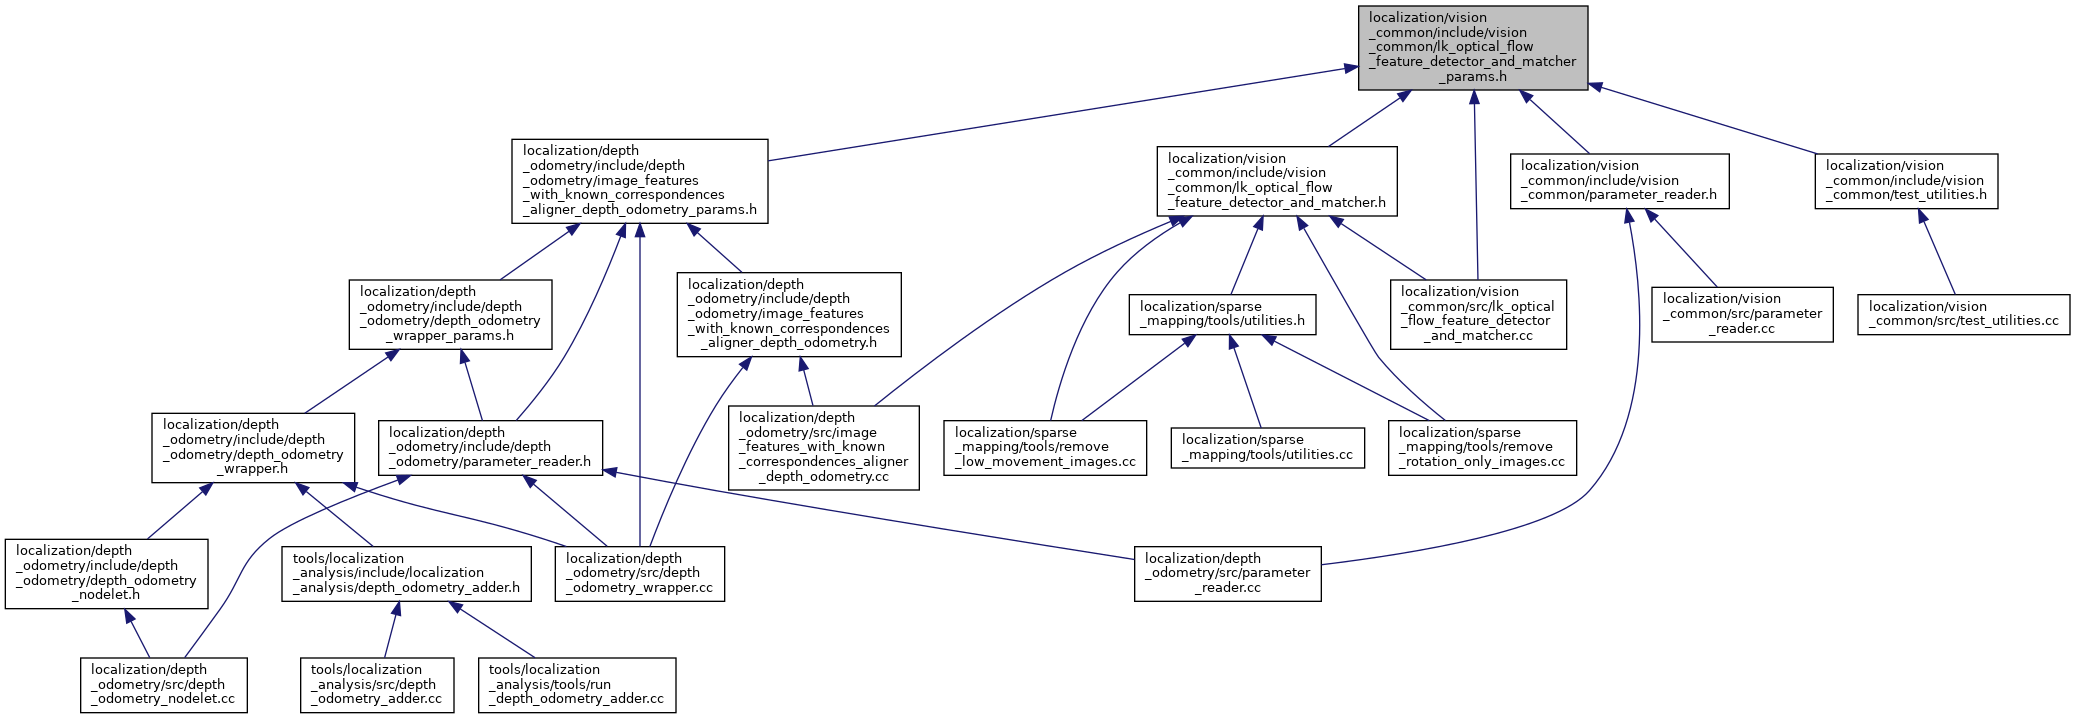 localization/vision
_common/include/vision
_common/lk_optical_flow
_feature_detector_and_matcher
_params.h
localization/depth
_odometry/include/depth
_odometry/image_features
_with_known_correspondences
_aligner_depth_odometry_params.h
localization/vision
_common/include/vision
_common/lk_optical_flow
_feature_detector_and_matcher.h
localization/vision
_common/include/vision
_common/parameter_reader.h
localization/vision
_common/include/vision
_common/test_utilities.h
localization/depth
_odometry/include/depth
_odometry/depth_odometry
_wrapper_params.h
localization/depth
_odometry/include/depth
_odometry/image_features
_with_known_correspondences
_aligner_depth_odometry.h
localization/sparse
_mapping/tools/utilities.h
localization/vision
_common/src/lk_optical
_flow_feature_detector
_and_matcher.cc
localization/vision
_common/src/parameter
_reader.cc
localization/vision
_common/src/test_utilities.cc
localization/depth
_odometry/include/depth
_odometry/depth_odometry
_wrapper.h
localization/depth
_odometry/include/depth
_odometry/parameter_reader.h
localization/depth
_odometry/src/image
_features_with_known
_correspondences_aligner
_depth_odometry.cc
localization/sparse
_mapping/tools/remove
_low_movement_images.cc
localization/sparse
_mapping/tools/utilities.cc
localization/sparse
_mapping/tools/remove
_rotation_only_images.cc
localization/depth
_odometry/include/depth
_odometry/depth_odometry
_nodelet.h
tools/localization
_analysis/include/localization
_analysis/depth_odometry_adder.h
localization/depth
_odometry/src/depth
_odometry_wrapper.cc
localization/depth
_odometry/src/parameter
_reader.cc
localization/depth
_odometry/src/depth
_odometry_nodelet.cc
tools/localization
_analysis/src/depth
_odometry_adder.cc
tools/localization
_analysis/tools/run
_depth_odometry_adder.cc